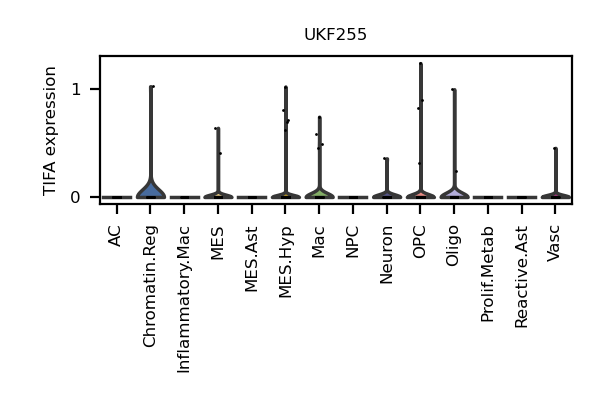 UKF255
TIFA expression
1
0
AC
Chromatin.Reg
Inflammatory.Mac
MES
MES.Ast
MES.Hyp
Mac
NPC
Neuron
OPC
Oligo
Prolif.Metab
Reactive.Ast
Vasc